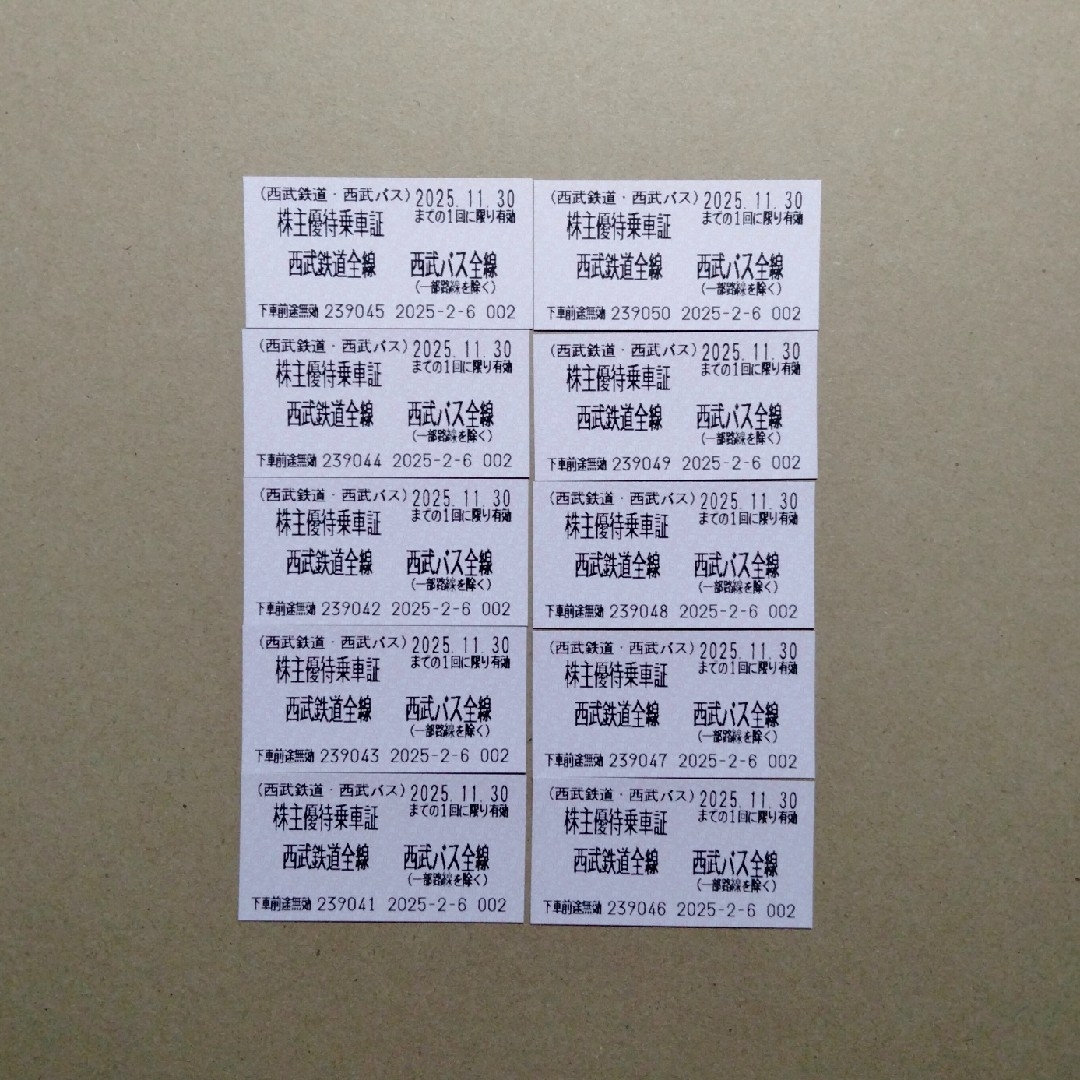 (西武鉄道・西武バス) 2025.11.30
株主優待乗車証 までの1回に限り有効
西武鉄道全線 西武バス全線
(一部路線を除く)
下車前途無効 239045 2025-2-6 002
(西武鉄道・西武バス) 2025.11.30
株主優待乗車証 までの1回に限り有効
西武鉄道全線 西武バス全線
(一部路線を除く)
下車前途無効 239044 2025-2-6 002
(西武鉄道・西武バス) 2025.11.30
株主優待乗車証 までの1回に限り有効
西武鉄道全線 西武バス全線
(一部路線を除く)
下車前途無効 239042 2025-2-6 002
(西武鉄道・西武バス) 2025.11.30
株主優待乗車証 までの1回に限り有効
西武鉄道全線 西武バス全線
(一部路線を除く)
下車前途無効 239043 2025-2-6 002
(西武鉄道・西武バス) 2025.11.30
株主優待乗車証 までの1回に限り有効
西武鉄道全線 西武バス全線
(一部路線を除く)
下車前途無効 239041 2025-2-6 002
(西武鉄道・西武バス) 2025.11.30
株主優待乗車証 までの1回に限り有効
西武鉄道全線 西武バス全線
(一部路線を除く)
下車前途無効 239050 2025-2-6 002
(西武鉄道・西武バス) 2025.11.30
株主優待乗車証 までの1回に限り有効
西武鉄道全線 西武バス全線
(一部路線を除く)
下車前途無効 239049 2025-2-6 002
(西武鉄道・西武バス) 2025.11.30
株主優待乗車証 までの1回に限り有効
西武鉄道全線 西武バス全線
(一部路線を除く)
下車前途無効 239048 2025-2-6 002
(西武鉄道・西武バス) 2025.11.30
株主優待乗車証 までの1回に限り有効
西武鉄道全線 西武バス全線
(一部路線を除く)
下車前途無効 239047 2025-2-6 002
(西武鉄道・西武バス) 2025.11.30
株主優待乗車証 までの1回に限り有効
西武鉄道全線 西武バス全線
(一部路線を除く)
下車前途無効 239046 2025-2-6 002